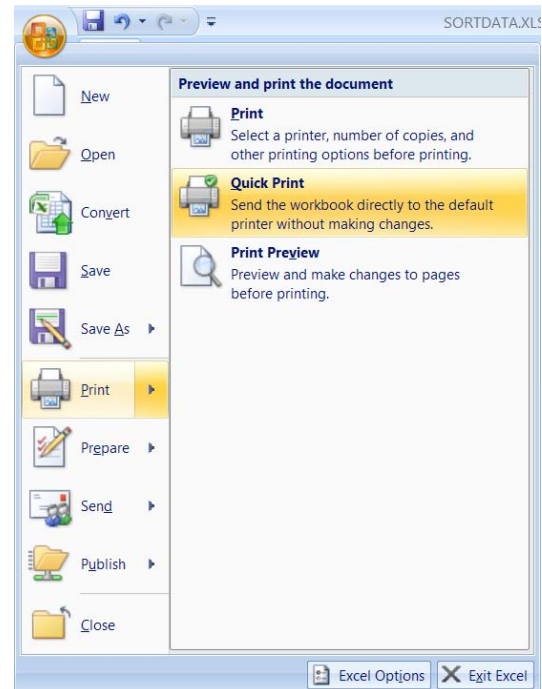 SORTDATA.XLS
New
Open
Convert
Save
Save As
Print
Prepare
Send
Publish
Close
Preview and print the document
Print
Select a printer, number of copies, and
other printing options before printing.
Quick Print
Send the workbook directly to the default
printer without making changes.
Print Preview
Preview and make changes to pages
before printing.
Excel Options
Exit Excel